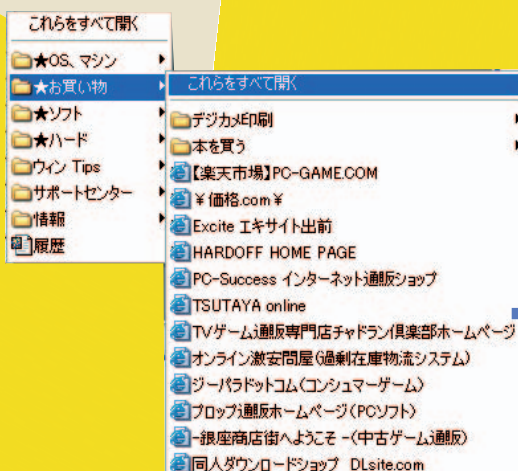 これらをすべて開く
★OS、マシン
★お買い物
★ソフト
★ハード
ウィン Tips
サポートセンター
情報
履歴
これらをすべて開く
デジカメ印刷
本を買う
【楽天市場】PC-GAME.COM
￥価格.com￥
Excite エキサイト出前
HARDOFF HOME PAGE
PC-Success インターネット通販ショップ
TSUTAYA online
TVゲーム通販専門店チャドラン倶楽部ホームページ
オンライン激安問屋(過剰在庫物流システム)
ジーパラドットコム(コンシュマーゲーム)
プロップ通販ホームページ(PCソフト)
-銀座商店街へようこそ -(中古ゲーム通販)
同人ダウンロードショップ DLsite.com